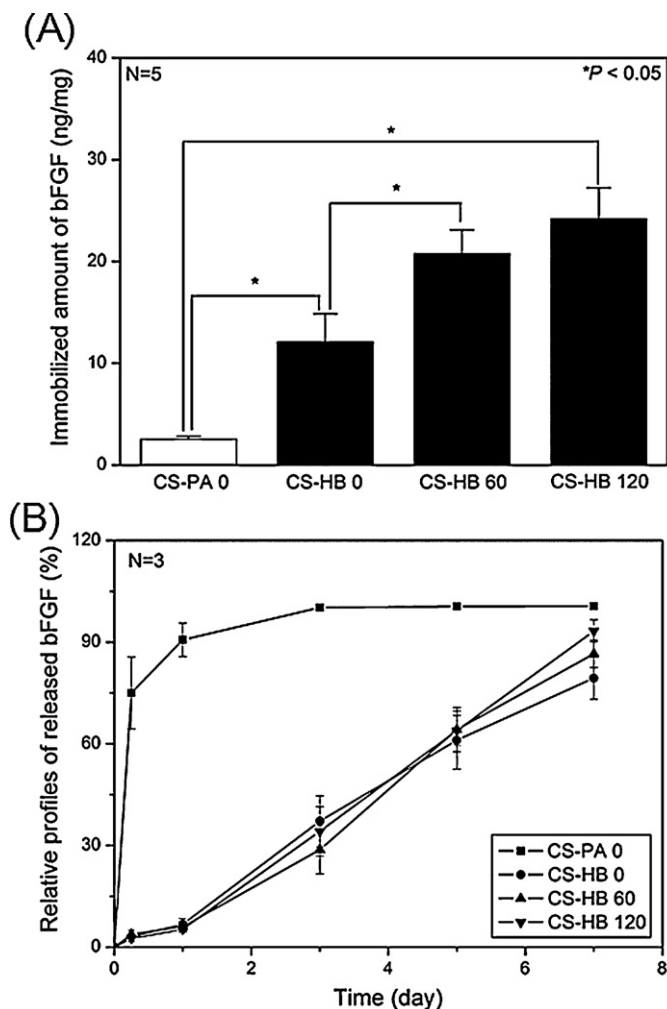 (A)
N=5
*P < 0.05
Immobilized amount of bFGF (ng/mg)
40
30
20
10
0
*
*
*
CS-PA 0 CS-HB 0 CS-HB 60 CS-HB 120
(B)
N=3
Relative profiles of released bFGF (%)
120
90
60
30
0
CS-PA 0
CS-HB 0
CS-HB 60
CS-HB 120
0 2 4 6 8
Time (day)